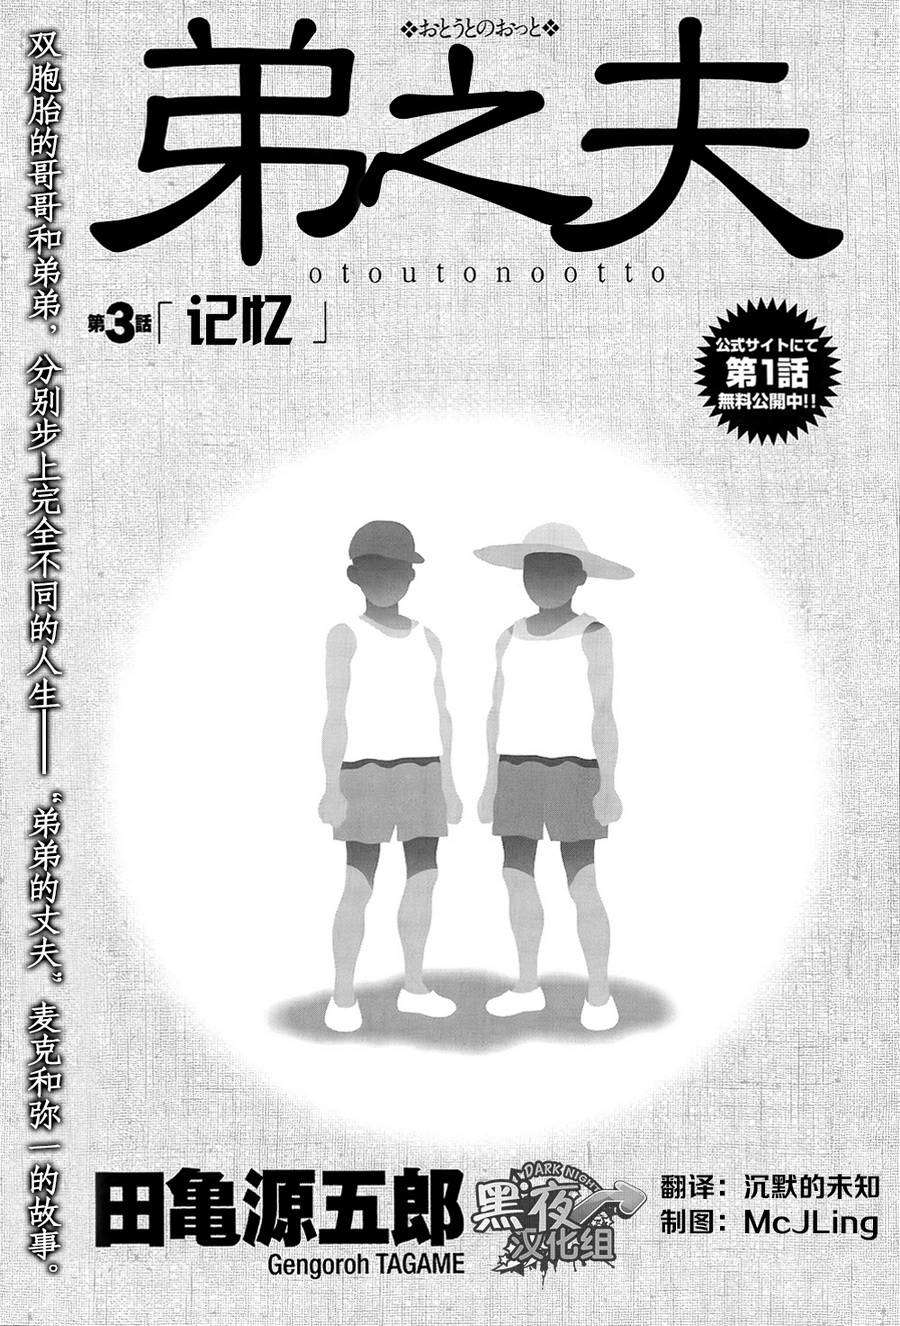 ❖おとうとのおっと❖
弟之夫
otoutonootto
第3話「记忆」
公式サイトにて
第1話
無料公開中!!
双胞胎的哥哥和弟弟，分别步上完全不同的人生——“弟弟的丈夫”麦克和弥一的故事。
田亀源五郎
Gengoroh TAGAME
DARK NIGHT
黑夜
汉化组
翻译：沉默的未知
制图：McJLing